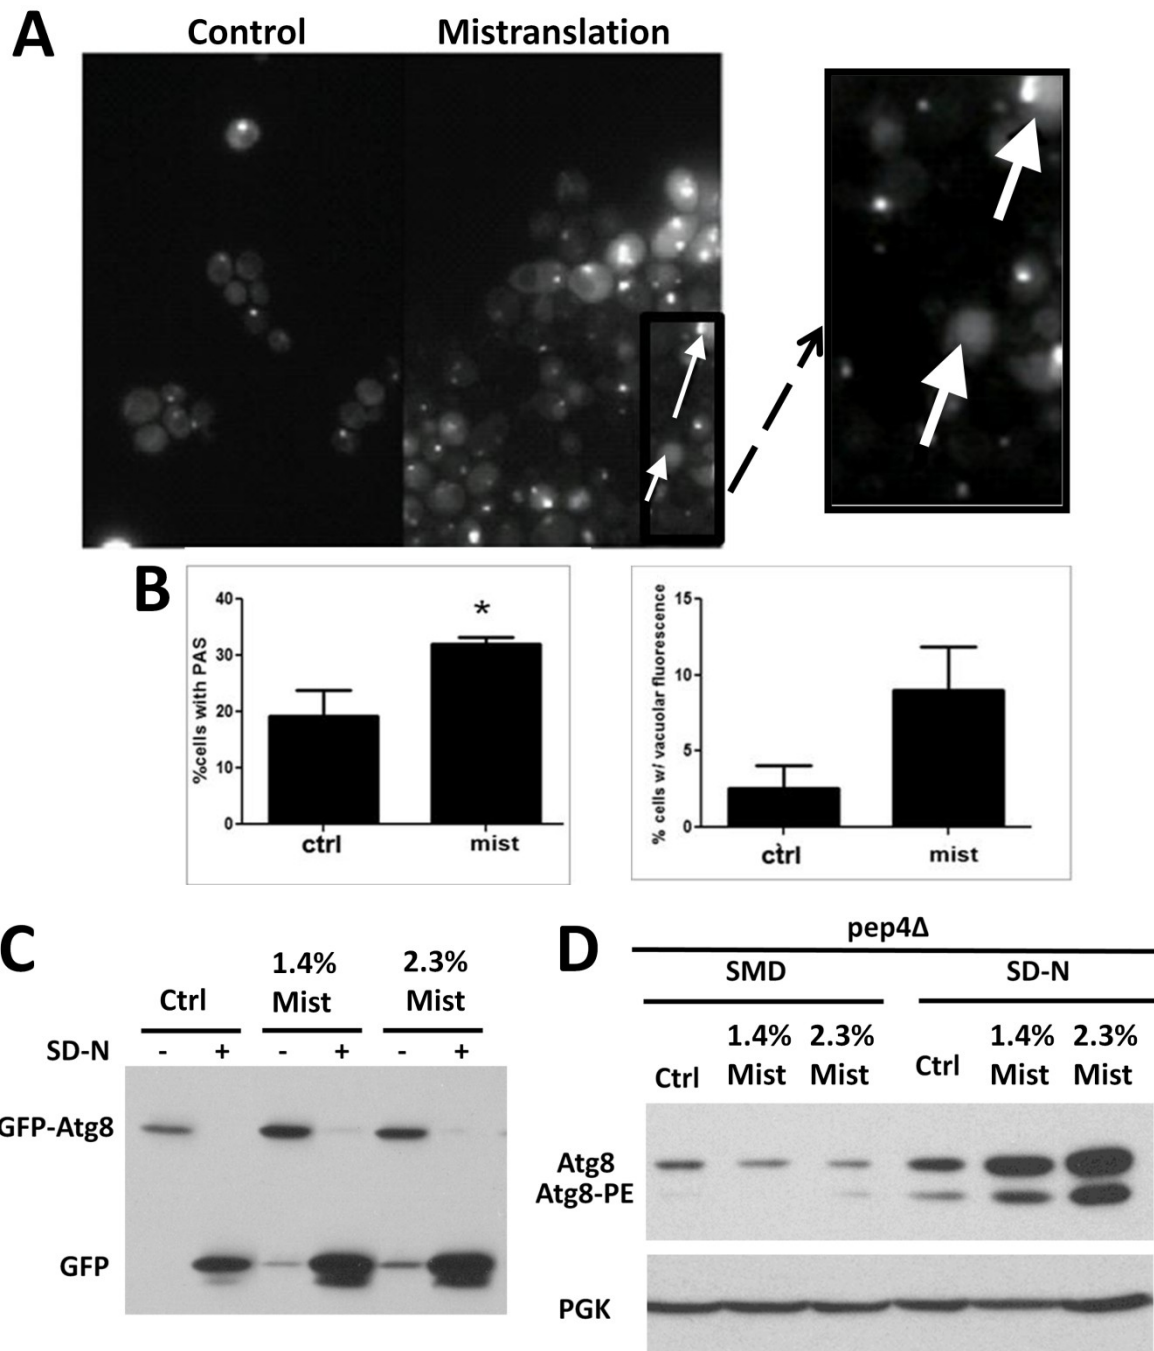 A
Control Mistranslation
B
40
30
20
10
0
%cells with PAS
*
ctrl mist
15
10
5
0
% cells w/ vacuolar fluorescence
ctrl mist
C
Ctrl 1.4% Mist 2.3% Mist
SD-N - + - + - +
GFP-Atg8
GFP
D
pep4Δ
SMD SD-N
Ctrl 1.4% Mist 2.3% Mist Ctrl 1.4% Mist 2.3% Mist
Atg8
Atg8-PE
PGK